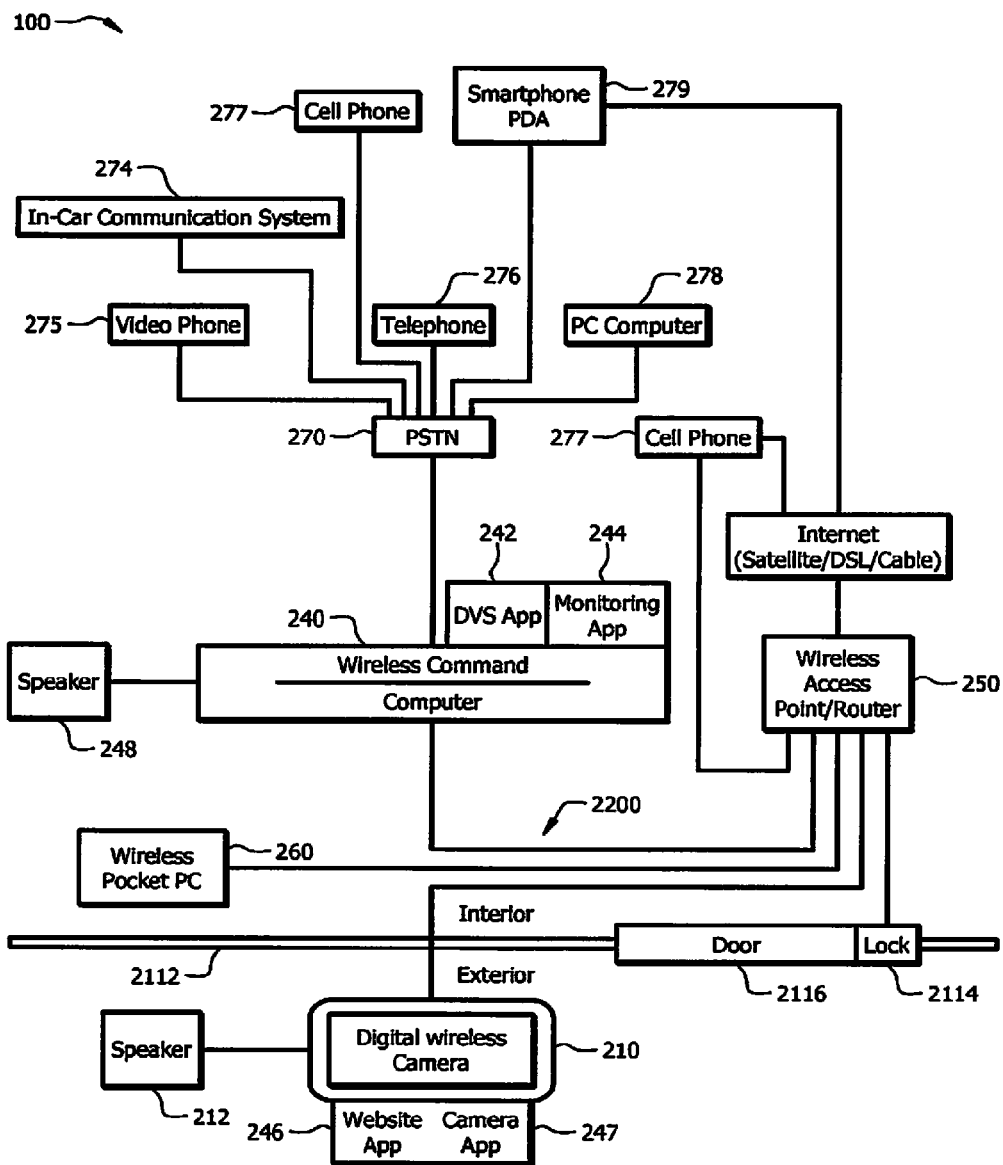 100
277
Cell Phone
Smartphone
PDA
279
274
In-Car Communication System
276
278
275
Video Phone
Telephone
PC Computer
270
PSTN
277
Cell Phone
242
244
Internet
(Satellite/DSL/Cable)
240
DVS App
Monitoring
App
Speaker
248
Wireless Command
Computer
Wireless
Access
Point/Router
250
2200
Wireless
Pocket PC
260
Interior
2112
Door
Lock
Exterior
2116
2114
Speaker
212
Digital wireless
Camera
210
246
Website
App
Camera
App
247